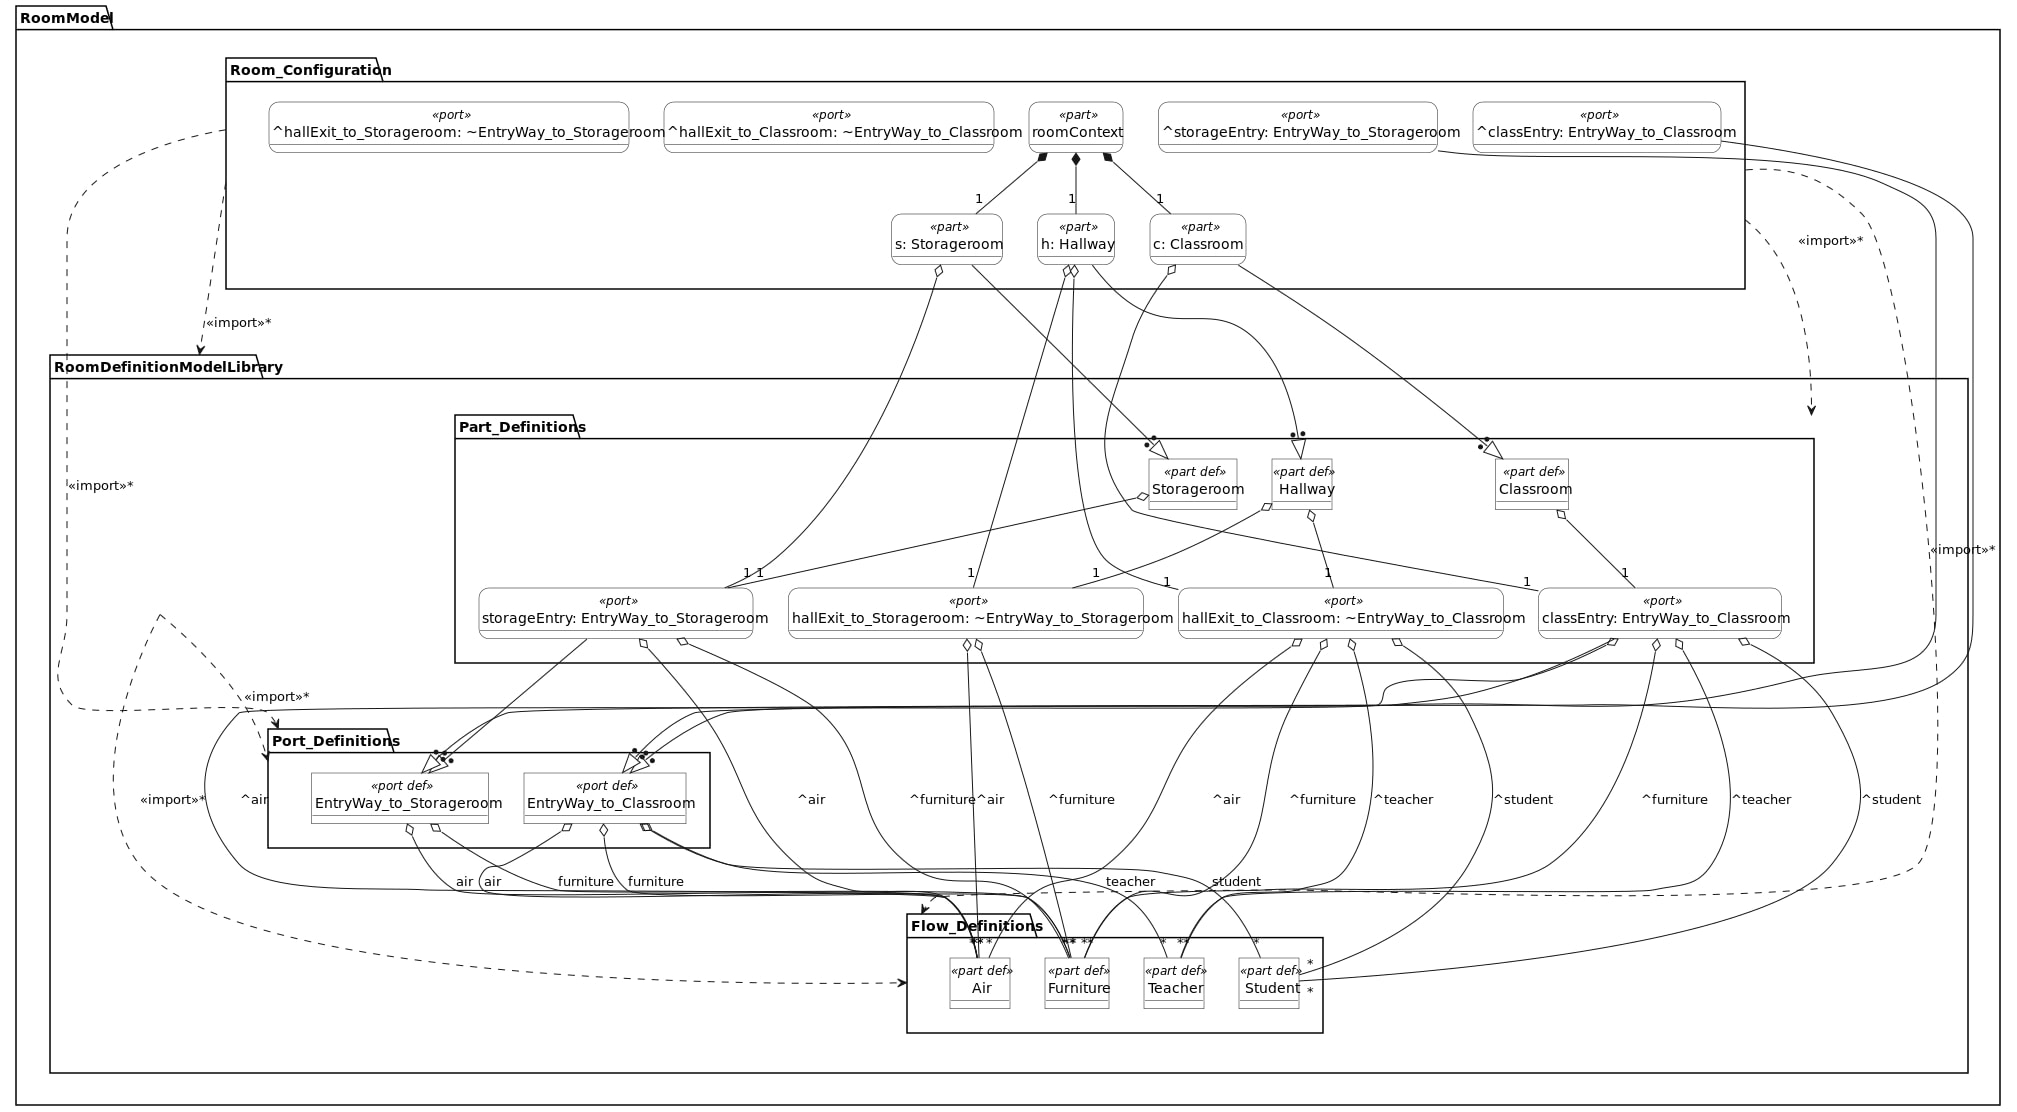 RoomModel
Room_Configuration
«port»
^hallExit_to_Storageroom: ~EntryWay_to_Storageroom
«port»
^hallExit_to_Classroom: ~EntryWay_to_Classroom
«part»
roomContext
«port»
^storageEntry: EntryWay_to_Storageroom
«port»
^classEntry: EntryWay_to_Classroom
1
1
1
«part»
s: Storageroom
«part»
h: Hallway
«part»
c: Classroom
«import»*
«import»*
RoomDefinitionModelLibrary
Part_Definitions
«part def»
Storageroom
«part def»
Hallway
«part def»
Classroom
«import»*
«import»*
1
1
1
1
1
1
1
1
«port»
storageEntry: EntryWay_to_Storageroom
«port»
hallExit_to_Storageroom: ~EntryWay_to_Storageroom
«port»
hallExit_to_Classroom: ~EntryWay_to_Classroom
«port»
classEntry: EntryWay_to_Classroom
«import»*
Port_Definitions
«port def»
EntryWay_to_Storageroom
«port def»
EntryWay_to_Classroom
«import»*
^air
^air
^furniture
^air
^furniture
^air
^furniture
^teacher
^student
^furniture
^teacher
^student
air
air
furniture
furniture
teacher
student
Flow_Definitions
*
*
*
*
*
*
*
*
*
*
*
*
*
«part def»
Air
«part def»
Furniture
«part def»
Teacher
«part def»
Student